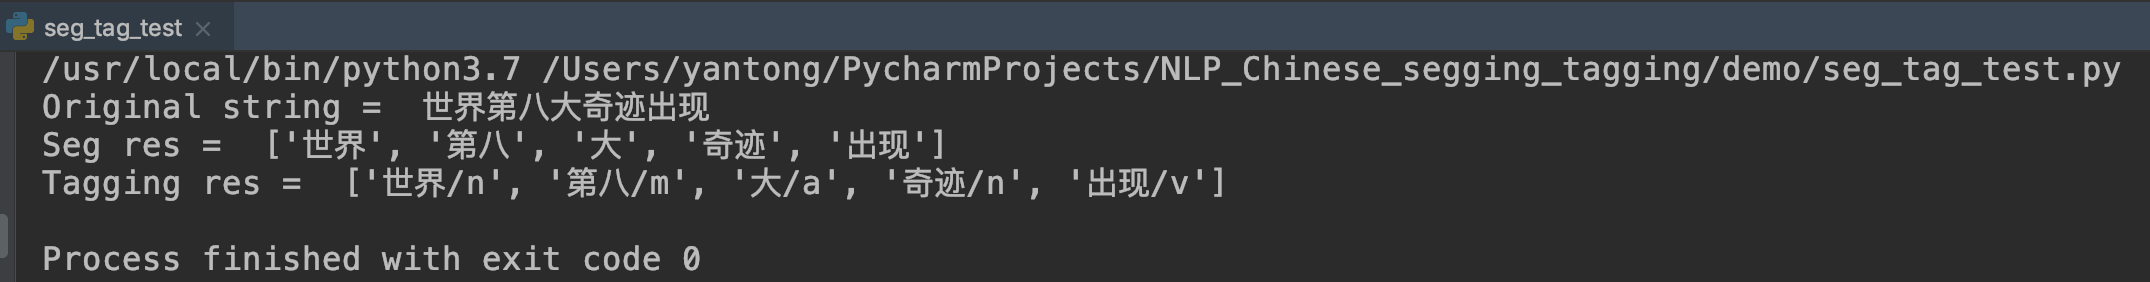 seg_tag_test
/usr/local/bin/python3.7 /Users/yantong/PycharmProjects/NLP_Chinese_segging_tagging/demo/seg_tag_test.py
Original string =  世界第八大奇迹出现
Seg res =  ['世界', '第八', '大', '奇迹', '出现']
Tagging res =  ['世界/n', '第八/m', '大/a', '奇迹/n', '出现/v']
Process finished with exit code 0